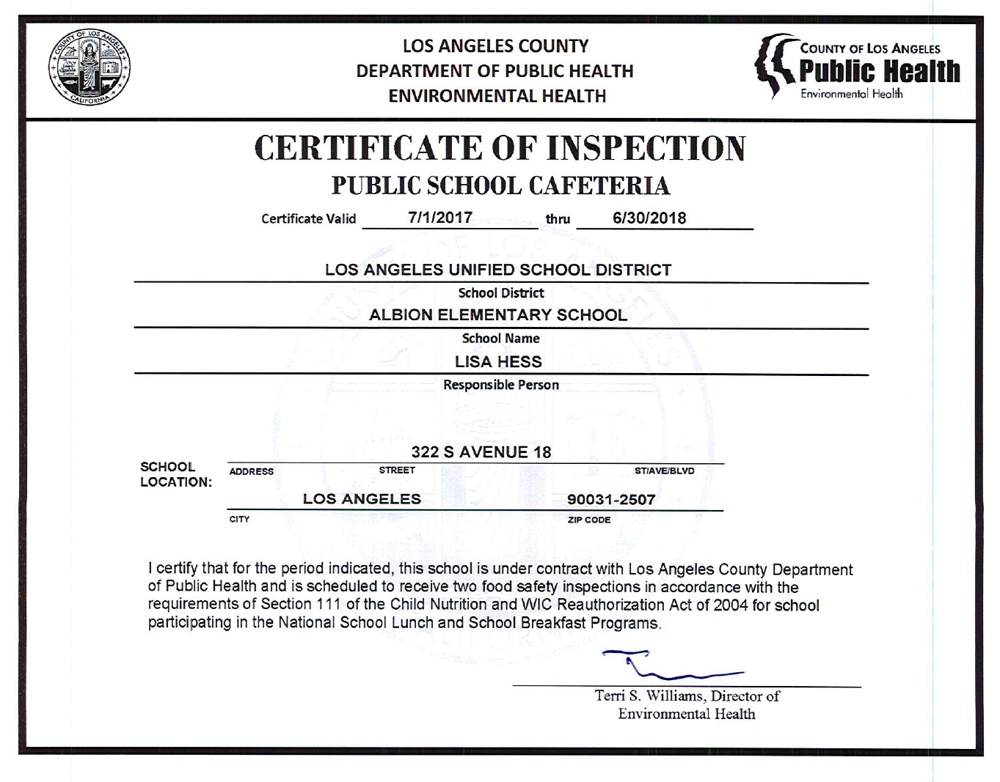 COUNTY OF LOS ANGELES
CALIFORNIA
LOS ANGELES COUNTY
DEPARTMENT OF PUBLIC HEALTH
ENVIRONMENTAL HEALTH
COUNTY OF LOS ANGELES
Public Health
Environmental Health
CERTIFICATE OF INSPECTION
PUBLIC SCHOOL CAFETERIA
Certificate Valid 7/1/2017 thru 6/30/2018
LOS ANGELES UNIFIED SCHOOL DISTRICT
School District
ALBION ELEMENTARY SCHOOL
School Name
LISA HESS
Responsible Person
322 S AVENUE 18
SCHOOL LOCATION:
ADDRESS STREET ST/AVE/BLVD
LOS ANGELES 90031-2507
CITY ZIP CODE
I certify that for the period indicated, this school is under contract with Los Angeles County Department
of Public Health and is scheduled to receive two food safety inspections in accordance with the
requirements of Section 111 of the Child Nutrition and WIC Reauthorization Act of 2004 for school
participating in the National School Lunch and School Breakfast Programs.
Terri S. Williams, Director of
Environmental Health